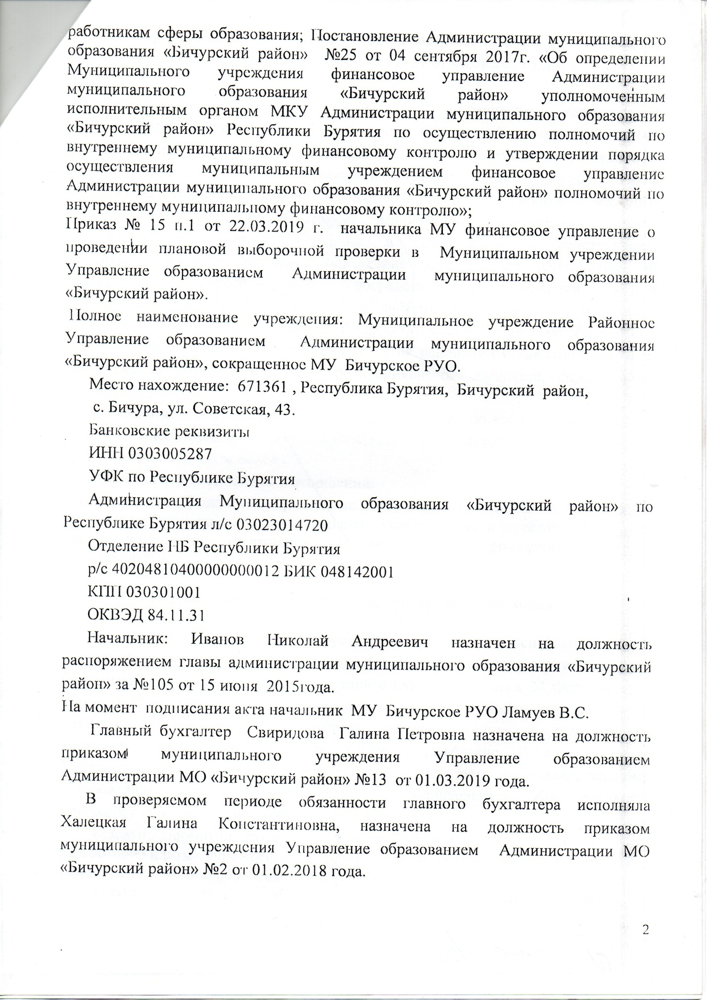 работникам сферы образования; Постановление Администрации муниципального
образования «Бичурский район» №25 от 04 сентября 2017г. «Об определении
Муниципального учреждения финансовое управление Администрации
муниципального образования «Бичурский район» уполномоченным
исполнительным органом МКУ Администрации муниципального образования
«Бичурский район» Республики Бурятия по осуществлению полномочий по
внутреннему муниципальному финансовому контролю и утверждении порядка
осуществления муниципальным учреждением финансовое управление
Администрации муниципального образования «Бичурский район» полномочий по
внутреннему муниципальному финансовому контролю»;
Приказ № 15 п.1 от 22.03.2019 г. начальника МУ финансовое управление о
проведении плановой выборочной проверки в Муниципальном учреждении
Управление образованием Администрации муниципального образования
«Бичурский район».
Полное наименование учреждения: Муниципальное учреждение Районное
Управление образованием Администрации муниципального образования
«Бичурский район», сокращенное МУ Бичурское РУО.
Место нахождение: 671361 , Республика Бурятия, Бичурский район,
с. Бичура, ул. Советская, 43.
Банковские реквизиты
ИНН 0303005287
УФК по Республике Бурятия
Администрация Муниципального образования «Бичурский район» по
Республике Бурятия л/с 03023014720
Отделение НБ Республики Бурятия
р/с 40204810400000000012 БИК 048142001
КПП 030301001
ОКВЭД 84.11.31
Начальник: Иванов Николай Андреевич назначен на должность
распоряжением главы администрации муниципального образования «Бичурский
район» за №105 от 15 июня 2015года.
На момент подписания акта начальник МУ Бичурское РУО Ламуев В.С.
Главный бухгалтер Свиридова Галина Петровна назначена на должность
приказом муниципального учреждения Управление образованием
Администрации МО «Бичурский район» №13 от 01.03.2019 года.
В проверяемом периоде обязанности главного бухгалтера исполняла
Халецкая Галина Константиновна, назначена на должность приказом
муниципального учреждения Управление образованием Администрации МО
«Бичурский район» №2 от 01.02.2018 года.
2